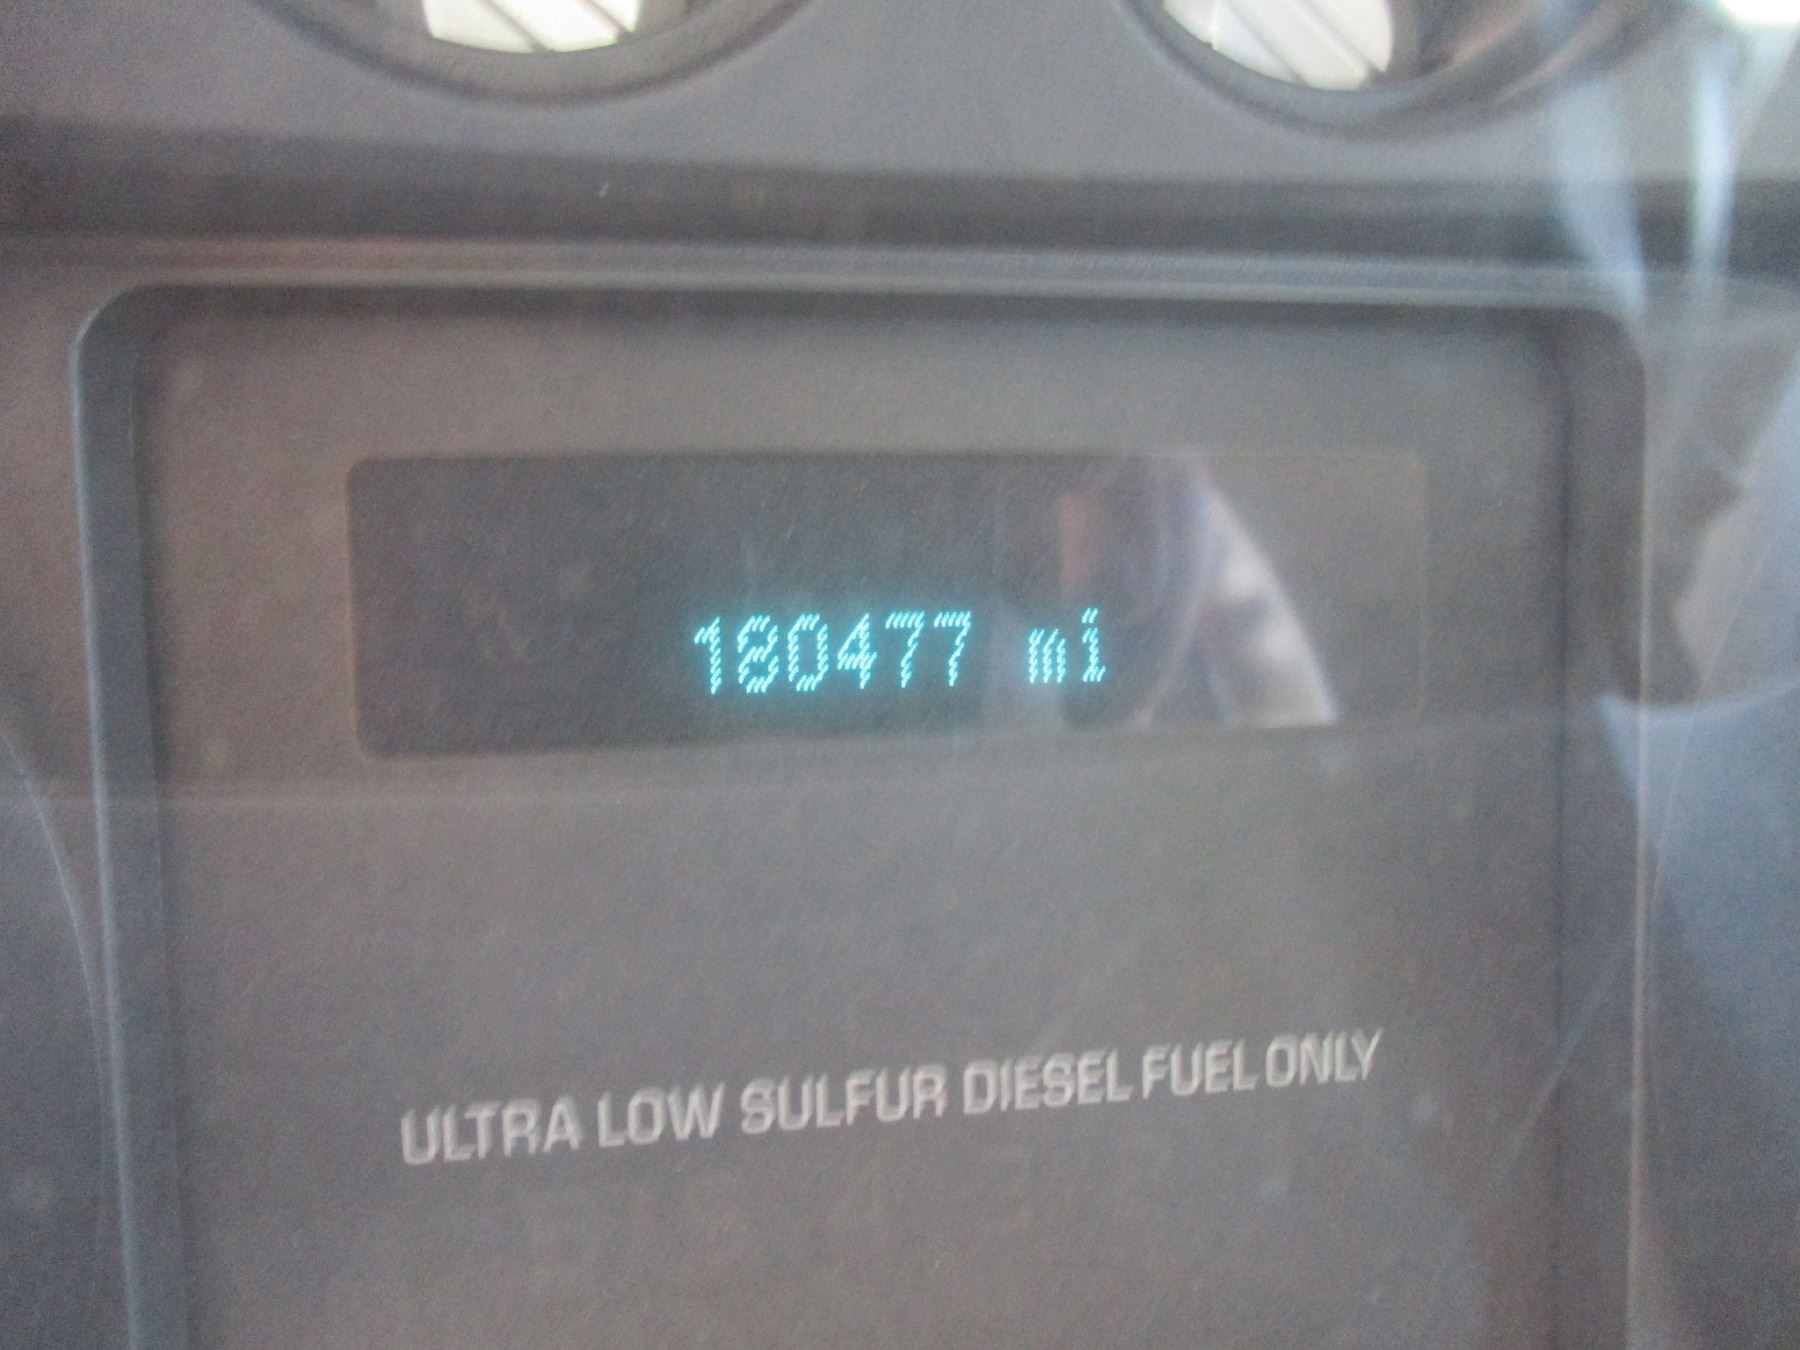 180477 mi
ULTRA LOW SULFUR DIESEL FUEL ONLY